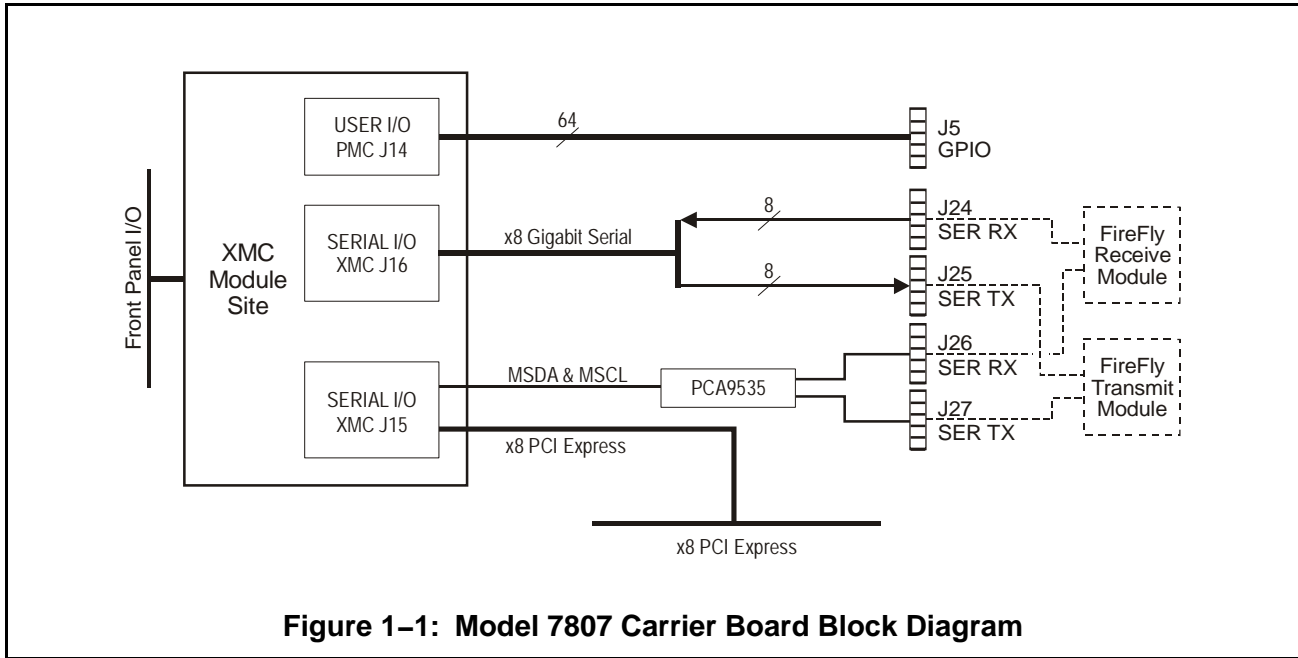 Front Panel I/O
XMC
Module
Site
USER I/O
PMC J14
64
J5
GPIO
SERIAL I/O
XMC J16
x8 Gigabit Serial
8
8
J24
SER RX
J25
SER TX
FireFly
Receive
Module
SERIAL I/O
XMC J15
MSDA & MSCL
PCA9535
J26
SER RX
J27
SER TX
FireFly
Transmit
Module
x8 PCI Express
x8 PCI Express
Figure 1–1: Model 7807 Carrier Board Block Diagram